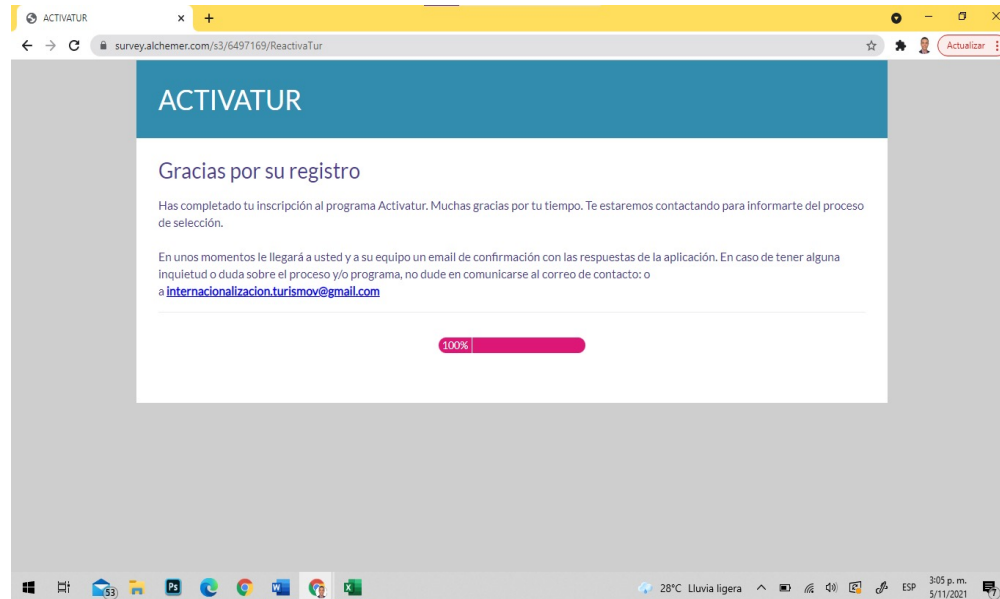 ACTIVATUR
survey.alchemer.com/s3/6497169/ReactivaTur
Actualizar
ACTIVATUR
Gracias por su registro
Has completado tu inscripción al programa Activatur. Muchas gracias por tu tiempo. Te estaremos contactando para informarte del proceso
de selección.
En unos momentos le llegará a usted y a su equipo un email de confirmación con las respuestas de la aplicación. En caso de tener alguna
inquietud o duda sobre el proceso y/o programa, no dude en comunicarse al correo de contacto: o
a internacionalizacion.turismov@gmail.com
100%
53
Ps
W
X
28°C Lluvia ligera
ESP
3:05 p. m.
5/11/2021
7